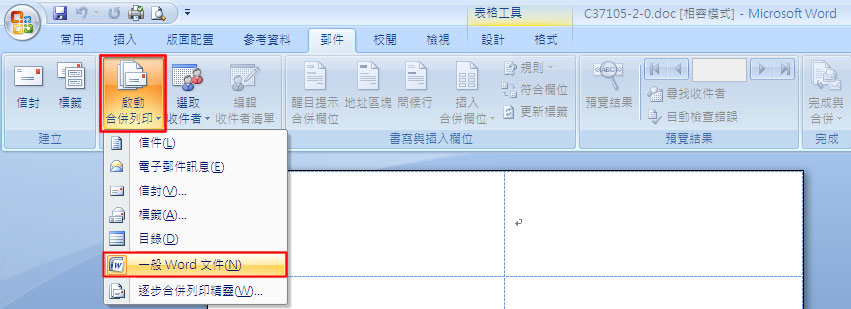 表格工具
C37105-2-0.doc [相容模式] - Microsoft Word
常用 插入 版面配置 參考資料 郵件 校閱 檢視 設計 格式
信封 標籤
建立
啟動
合併列印
選取
收件者
編輯
收件者清單
醒目提示
合併欄位
地址區塊 問候行
插入
合併欄位
規則
符合欄位
更新標籤
書寫與插入欄位
ABC
預覽結果
尋找收件者
自動檢查錯誤
預覽結果
完成與
合併
完成
信件(L)
電子郵件訊息(E)
信封(V)...
標籤(A)...
目錄(D)
一般 Word 文件(N)
逐步合併列印精靈(W)...